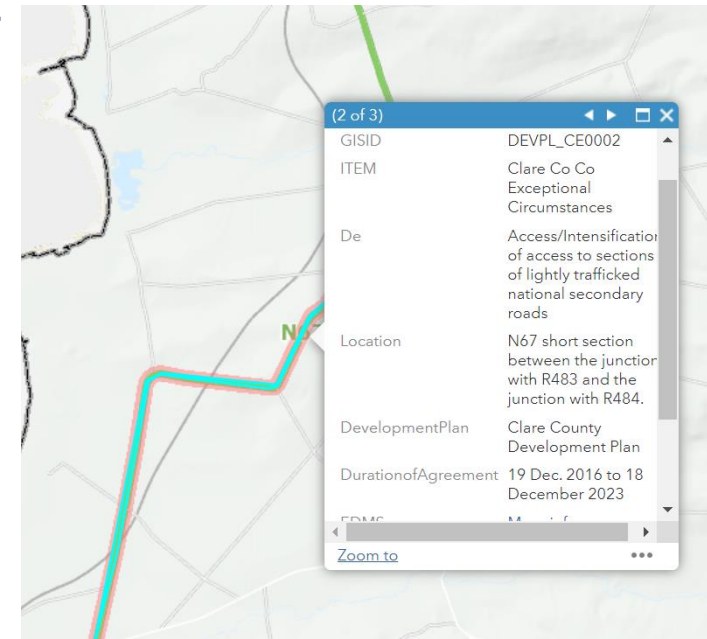 (2 of 3)
GISID DEVPL_CE0002
ITEM Clare Co Co
Exceptional
Circumstances
De Access/Intensification
of access to sections
of lightly trafficked
national secondary
roads
Location N67 short section
between the junction
with R483 and the
junction with R484.
DevelopmentPlan Clare County
Development Plan
DurationofAgreement 19 Dec. 2016 to 18
December 2023
Zoom to